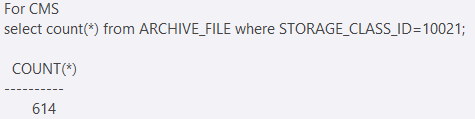 For CMS
select count(*) from ARCHIVE_FILE where STORAGE_CLASS_ID=10021;
COUNT(*)
----------
614